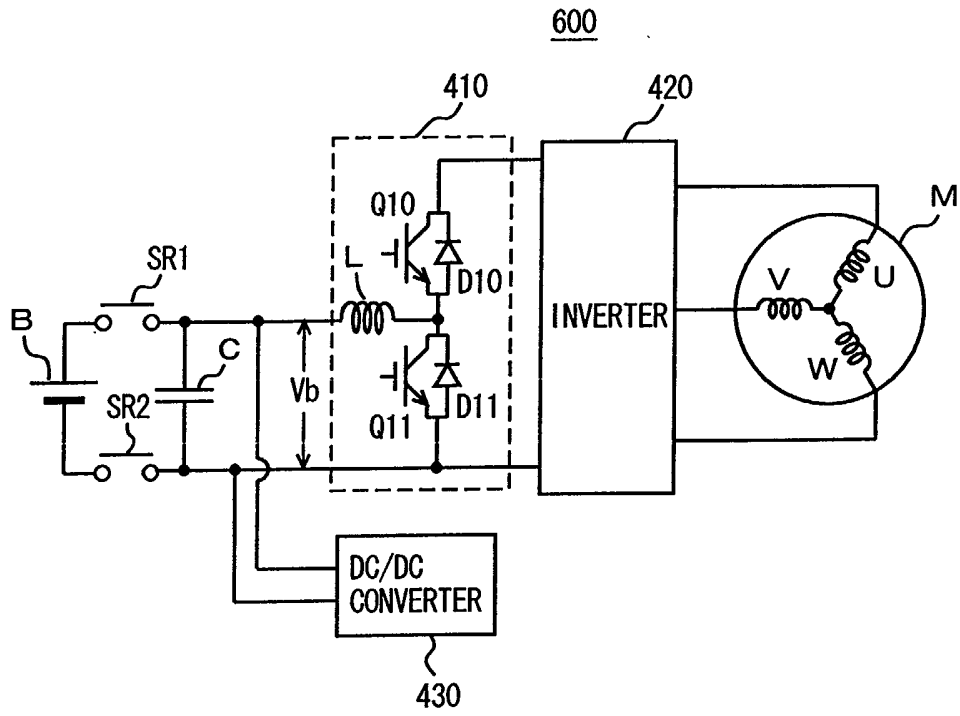 600
410
420
Q10
M
SR1
L
D10
V
U
B
INVERTER
C
Vb
W
SR2
Q11
D11
DC/DC
CONVERTER
430